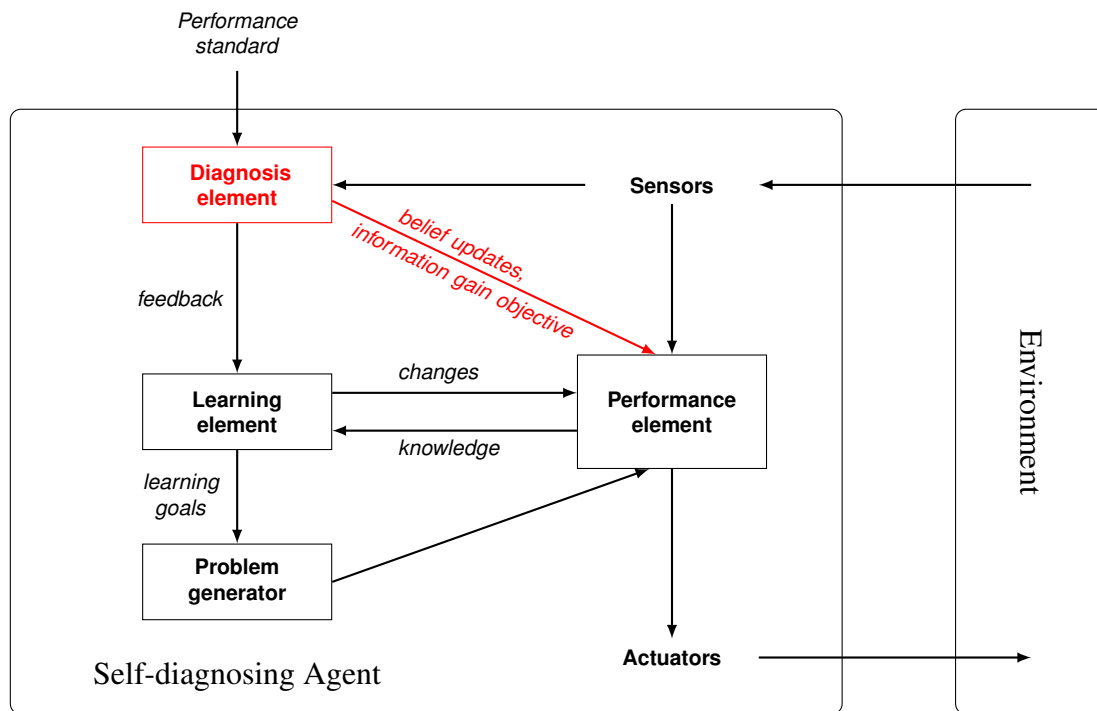 Performance
standard
Diagnosis
element
Sensors
belief updates,
information gain objective
feedback
Environment
changes
Learning
element
Performance
element
knowledge
learning
goals
Problem
generator
Actuators
Self-diagnosing Agent